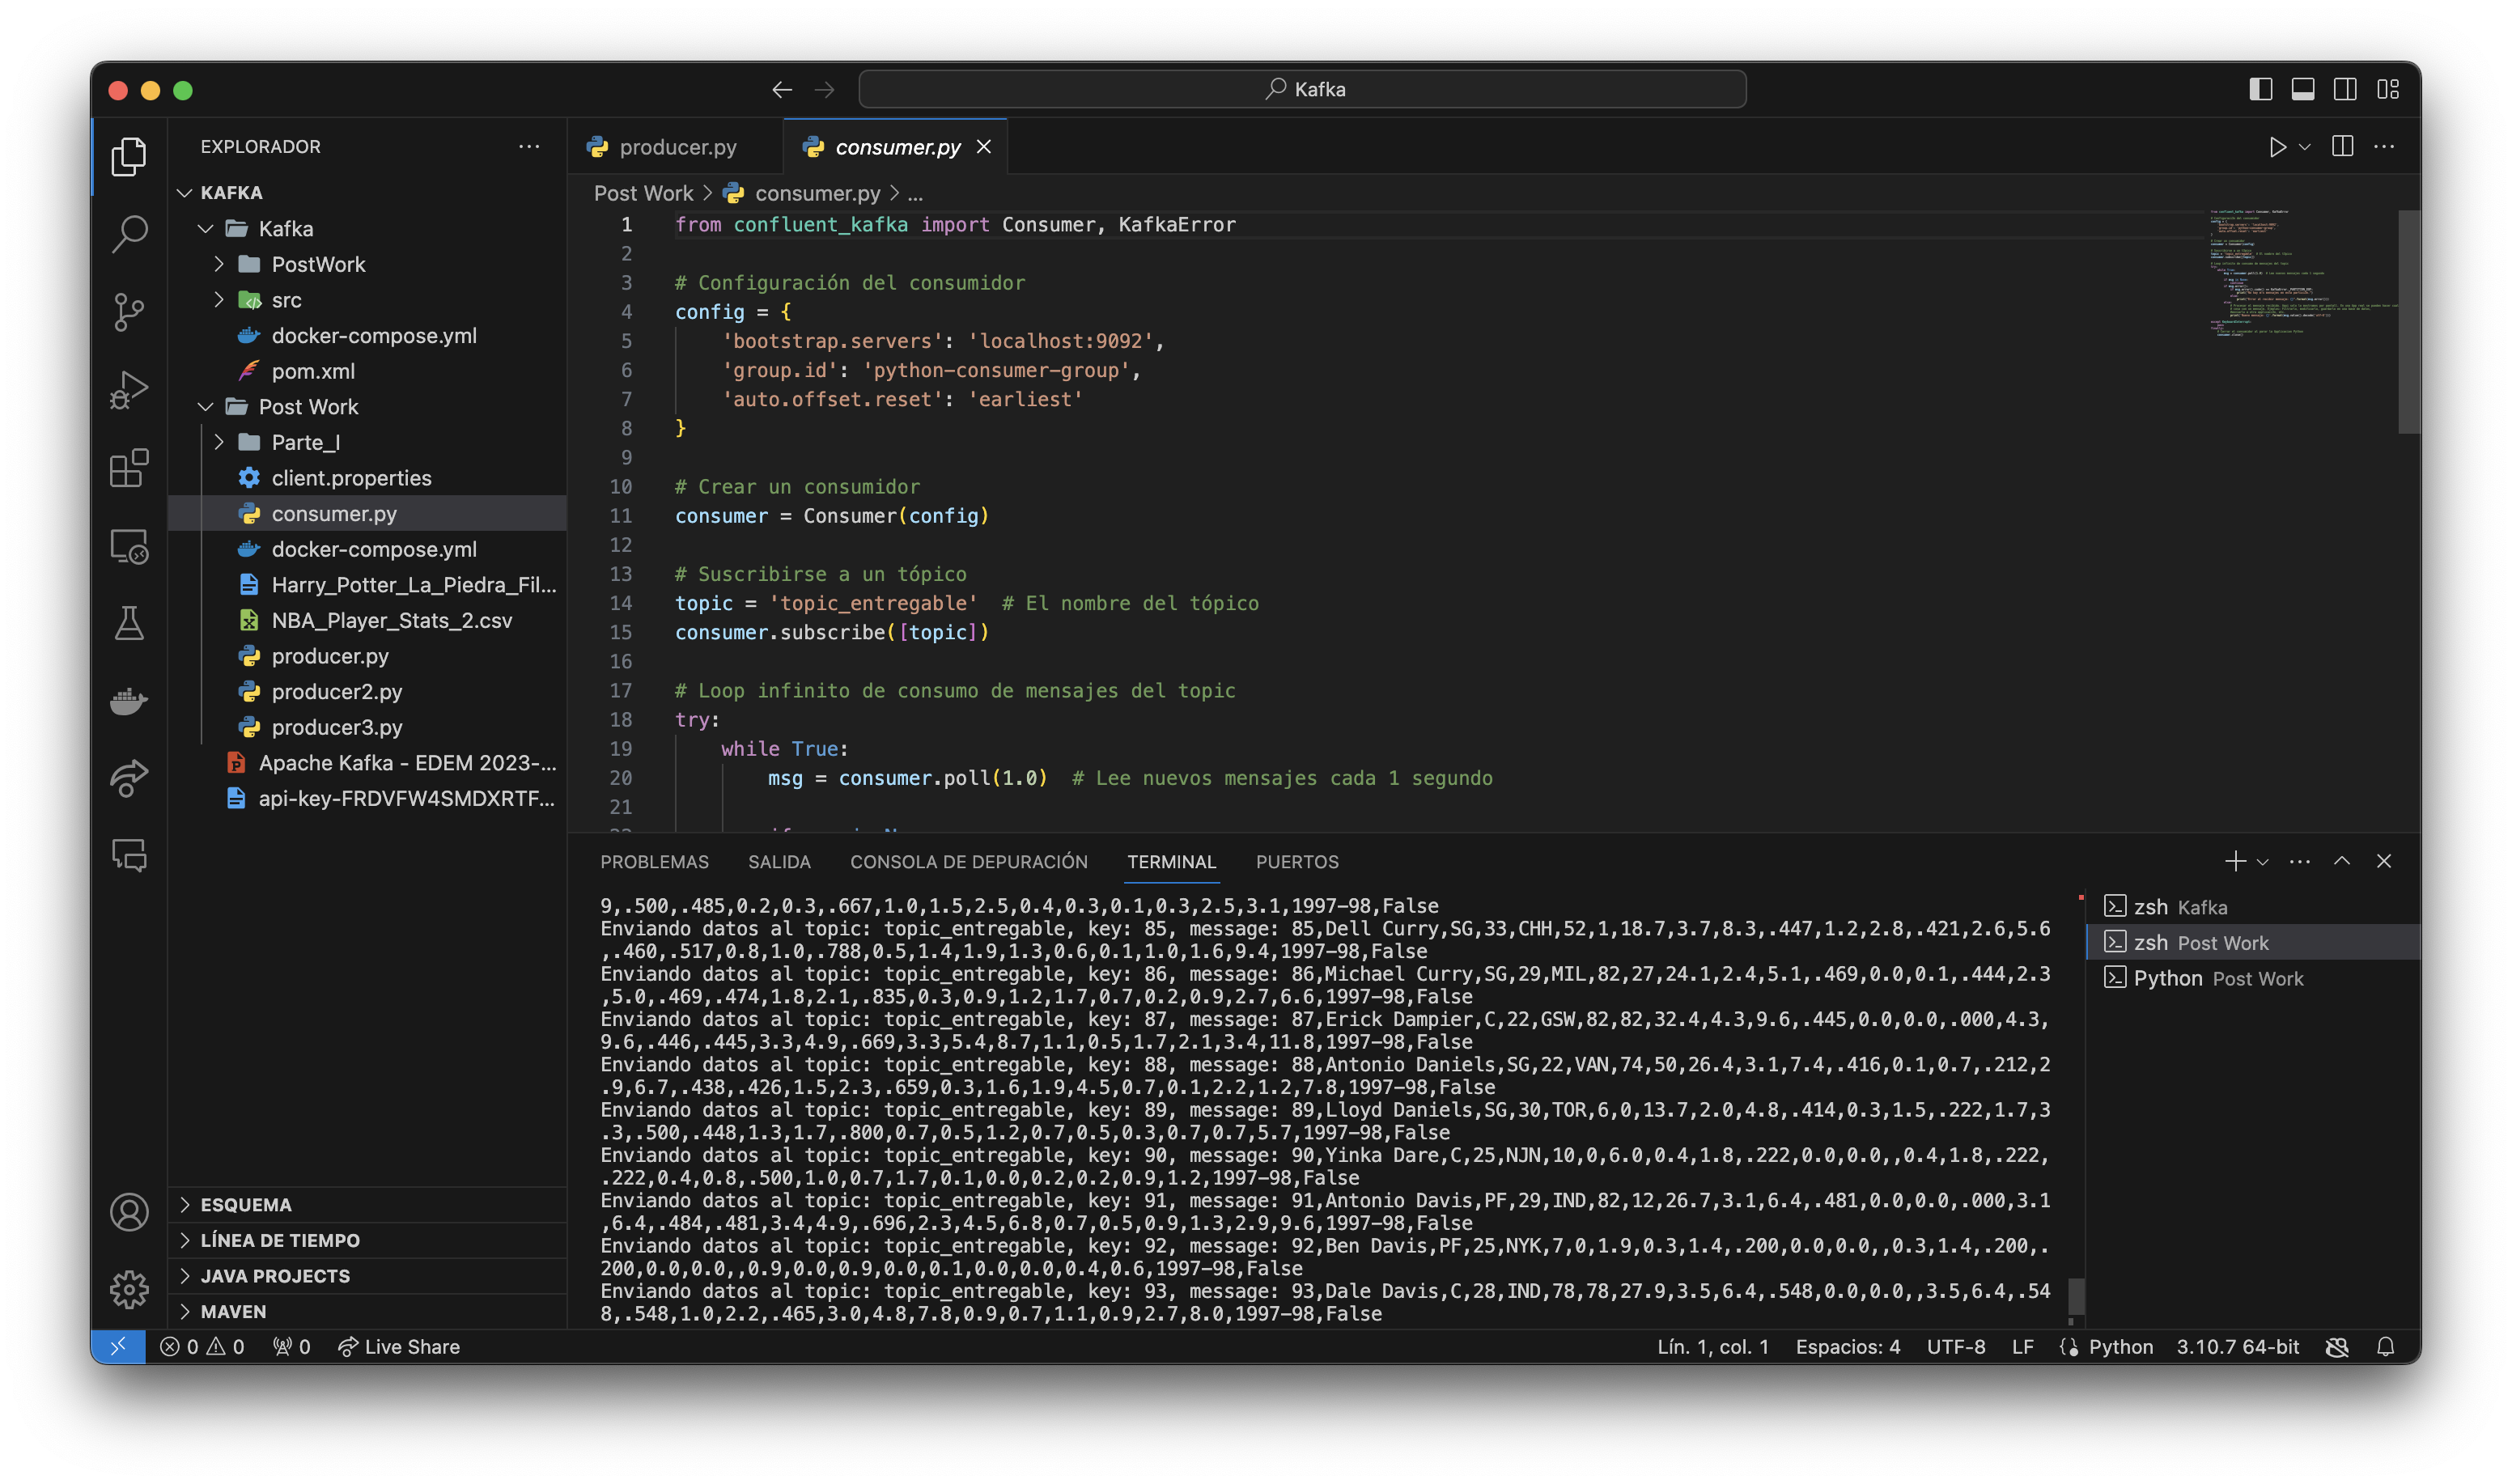 Kafka
EXPLORADOR
KAFKA
Kafka
PostWork
src
docker-compose.yml
pom.xml
Post Work
Parte_I
client.properties
consumer.py
docker-compose.yml
Harry_Potter_La_Piedra_Fil...
NBA_Player_Stats_2.csv
producer.py
producer2.py
producer3.py
Apache Kafka - EDEM 2023-...
api-key-FRDVFW4SMDXRTF...
ESQUEMA
LÍNEA DE TIEMPO
JAVA PROJECTS
MAVEN
producer.py
consumer.py
Post Work > consumer.py > ...
1 from confluent_kafka import Consumer, KafkaError
2
3 # Configuración del consumidor
4 config = {
5 'bootstrap.servers': 'localhost:9092',
6 'group.id': 'python-consumer-group',
7 'auto.offset.reset': 'earliest'
8 }
9
10 # Crear un consumidor
11 consumer = Consumer(config)
12
13 # Suscribirse a un tópico
14 topic = 'topic_entregable' # El nombre del tópico
15 consumer.subscribe([topic])
16
17 # Loop infinito de consumo de mensajes del topic
18 try:
19 while True:
20 msg = consumer.poll(1.0) # Lee nuevos mensajes cada 1 segundo
21
PROBLEMAS SALIDA CONSOLA DE DEPURACIÓN TERMINAL PUERTOS
9,.500,.485,0.2,0.3,.667,1.0,1.5,2.5,0.4,0.3,0.1,0.3,2.5,3.1,1997-98,False
Enviando datos al topic: topic_entregable, key: 85, message: 85,Dell Curry,SG,33,CHH,52,1,18.7,3.7,8.3,.447,1.2,2.8,.421,2.6,5.6
,.460,.517,0.8,1.0,.788,0.5,1.4,1.9,1.3,0.6,0.1,1.0,1.6,9.4,1997-98,False
Enviando datos al topic: topic_entregable, key: 86, message: 86,Michael Curry,SG,29,MIL,82,27,24.1,2.4,5.1,.469,0.0,0.1,.444,2.3
,5.0,.469,.474,1.8,2.1,.835,0.3,0.9,1.2,1.7,0.7,0.2,0.9,2.7,6.6,1997-98,False
Enviando datos al topic: topic_entregable, key: 87, message: 87,Erick Dampier,C,22,GSW,82,82,32.4,4.3,9.6,.445,0.0,0.0,.000,4.3,
9.6,.446,.445,3.3,4.9,.669,3.3,5.4,8.7,1.1,0.5,1.7,2.1,3.4,11.8,1997-98,False
Enviando datos al topic: topic_entregable, key: 88, message: 88,Antonio Daniels,SG,22,VAN,74,50,26.4,3.1,7.4,.416,0.1,0.7,.212,2
.9,6.7,.438,.426,1.5,2.3,.659,0.3,1.6,1.9,4.5,0.7,0.1,2.2,1.2,7.8,1997-98,False
Enviando datos al topic: topic_entregable, key: 89, message: 89,Lloyd Daniels,SG,30,TOR,6,0,13.7,2.0,4.8,.414,0.3,1.5,.222,1.7,3
.3,.500,.448,1.3,1.7,.800,0.7,0.5,1.2,0.7,0.5,0.3,0.7,0.7,5.7,1997-98,False
Enviando datos al topic: topic_entregable, key: 90, message: 90,Yinka Dare,C,25,NJN,10,0,6.0,0.4,1.8,.222,0.0,0.0,,0.4,1.8,.222,
.222,0.4,0.8,.500,1.0,0.7,1.7,0.1,0.0,0.2,0.2,0.9,1.2,1997-98,False
Enviando datos al topic: topic_entregable, key: 91, message: 91,Antonio Davis,PF,29,IND,82,12,26.7,3.1,6.4,.481,0.0,0.0,.000,3.1
,6.4,.484,.481,3.4,4.9,.696,2.3,4.5,6.8,0.7,0.5,0.9,1.3,2.9,9.6,1997-98,False
Enviando datos al topic: topic_entregable, key: 92, message: 92,Ben Davis,PF,25,NYK,7,0,1.9,0.3,1.4,.200,0.0,0.0,,0.3,1.4,.200,.
200,0.0,0.0,,0.9,0.0,0.9,0.0,0.1,0.0,0.0,0.4,0.6,1997-98,False
Enviando datos al topic: topic_entregable, key: 93, message: 93,Dale Davis,C,28,IND,78,78,27.9,3.5,6.4,.548,0.0,0.0,,3.5,6.4,.54
8,.548,1.0,2.2,.465,3.0,4.8,7.8,0.9,0.7,1.1,0.9,2.7,8.0,1997-98,False
zsh Kafka
zsh Post Work
Python Post Work
0 0 0 Live Share
Lín. 1, col. 1 Espacios: 4 UTF-8 LF Python 3.10.7 64-bit